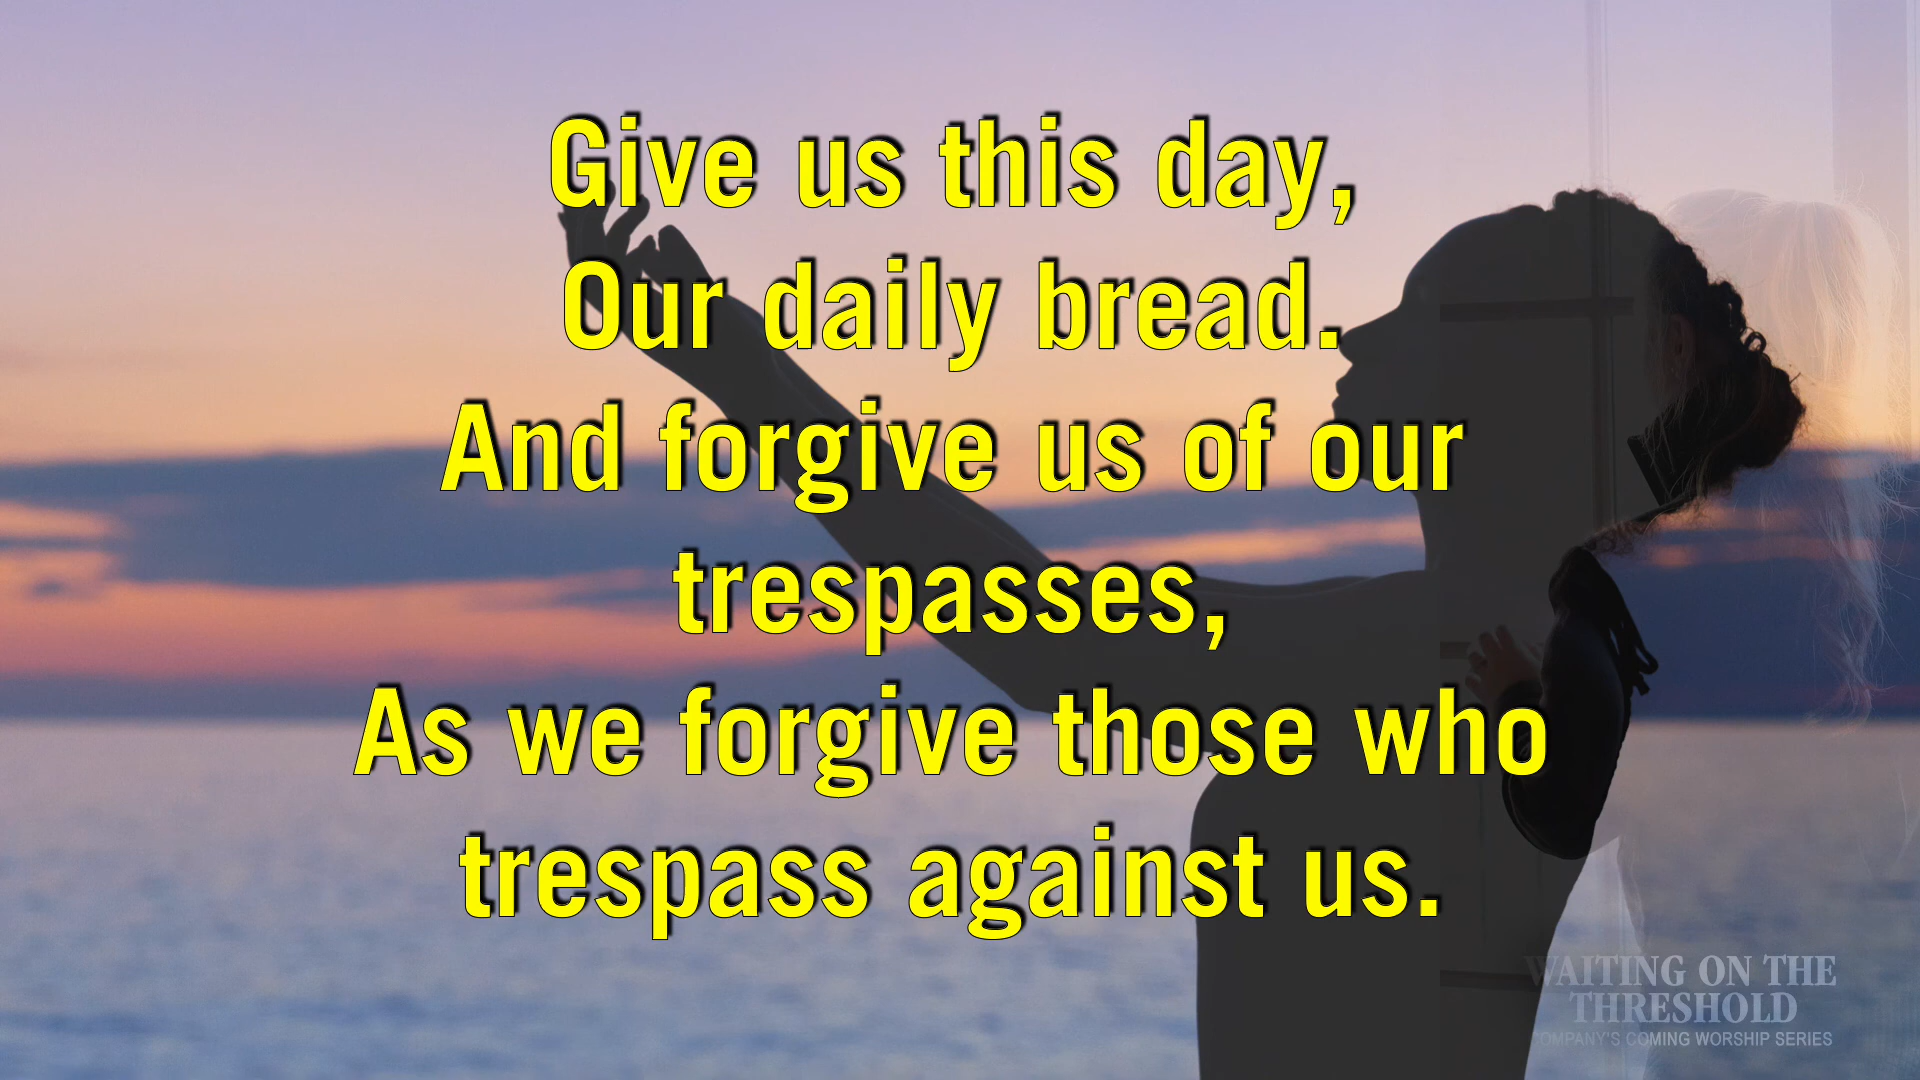 Give us this day,
Our daily bread.
And forgive us of our
trespasses,
As we forgive those who
trespass against us.
WAITING ON THE
THRESHOLD
COMPANY'S COMING WORSHIP SERIES